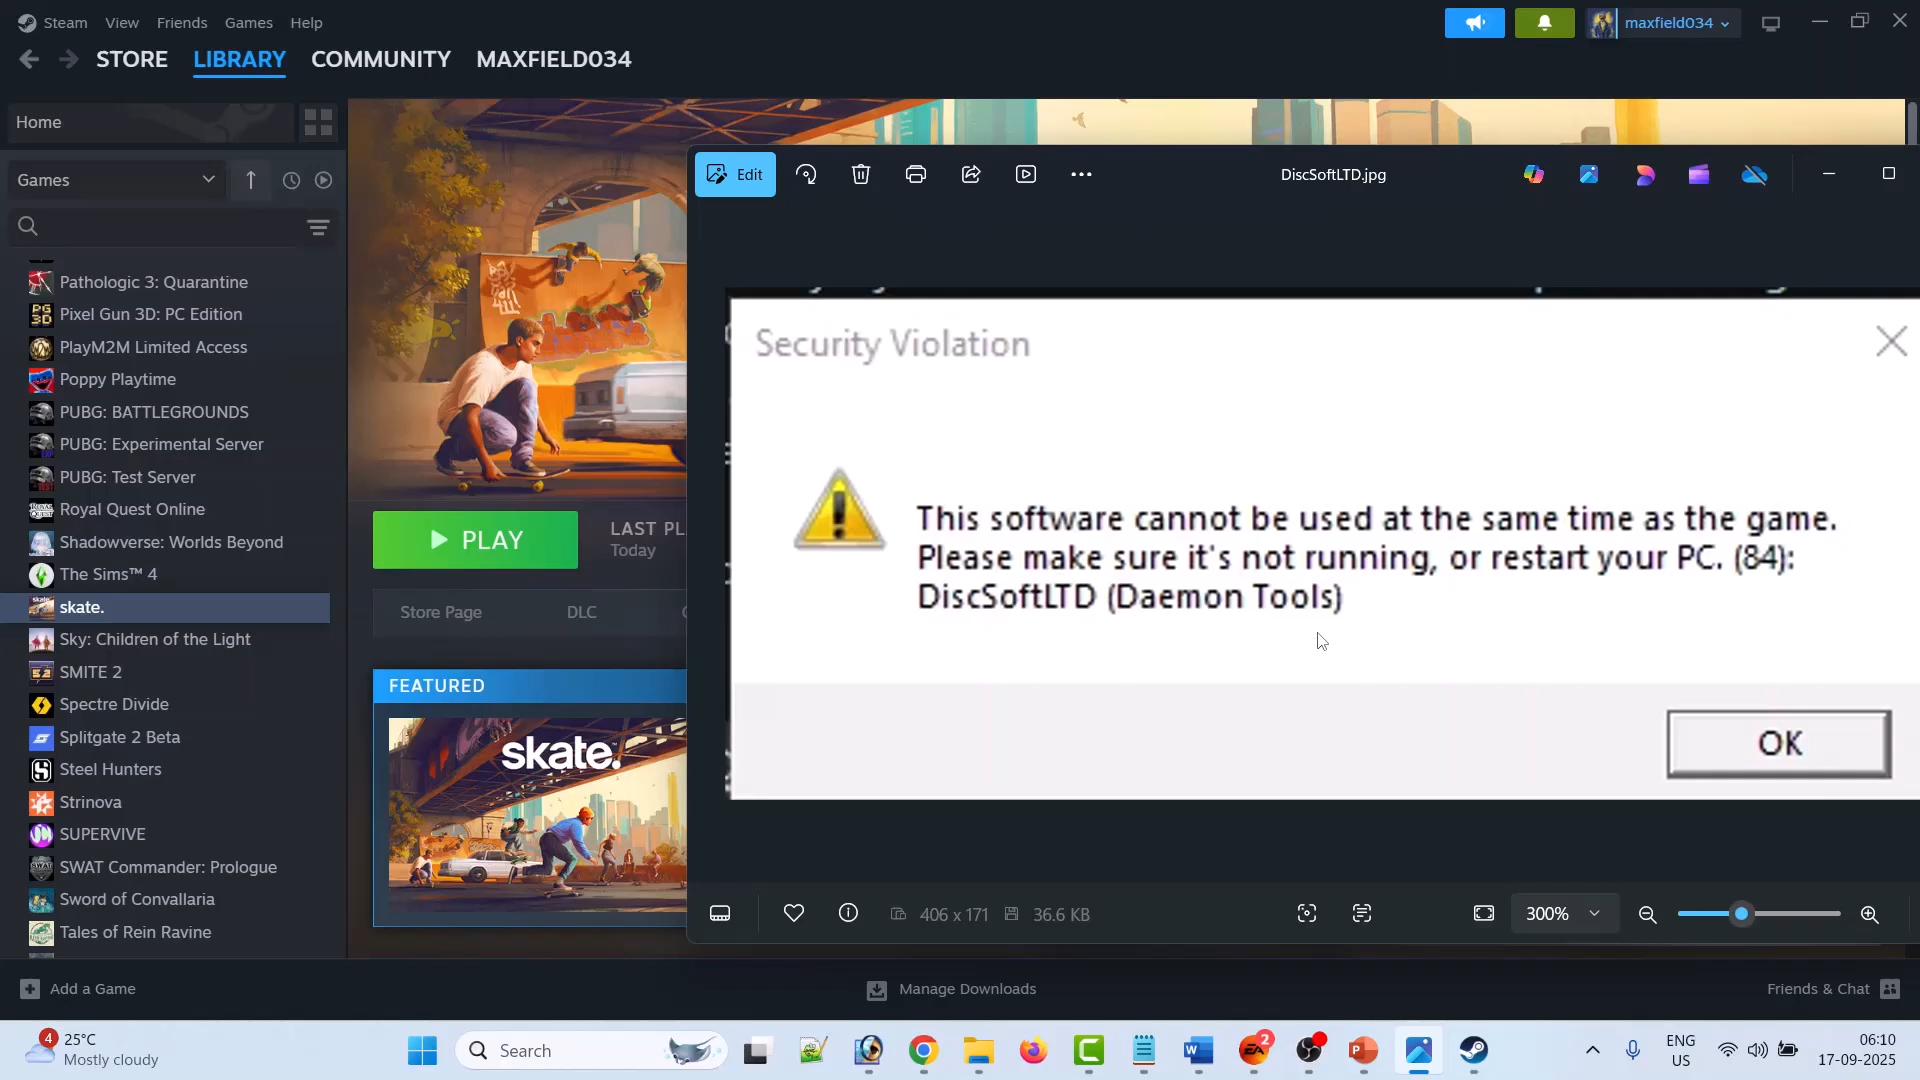 Steam View Friends Games Help
maxfield034
STORE LIBRARY COMMUNITY MAXFIELD034
Home
Games
Pathologic 3: Quarantine
Pixel Gun 3D: PC Edition
PlayM2M Limited Access
Poppy Playtime
PUBG: BATTLEGROUNDS
PUBG: Experimental Server
PUBG: Test Server
Royal Quest Online
Shadowverse: Worlds Beyond
The Sims™ 4
skate.
Sky: Children of the Light
SMITE 2
Spectre Divide
Splitgate 2 Beta
Steel Hunters
Strinova
SUPERVIVE
SWAT Commander: Prologue
Sword of Convallaria
Tales of Rein Ravine
PLAY
LAST PL
Today
Store Page DLC
FEATURED
skate.
Edit
DiscSoftLTD.jpg
Security Violation
This software cannot be used at the same time as the game.
Please make sure it's not running, or restart your PC. (84):
DiscSoftLTD (Daemon Tools)
OK
406 x 171 36.6 KB
300%
Add a Game
Manage Downloads
Friends & Chat
4
25°C
Mostly cloudy
Search
2
ENG
US
06:10
17-09-2025